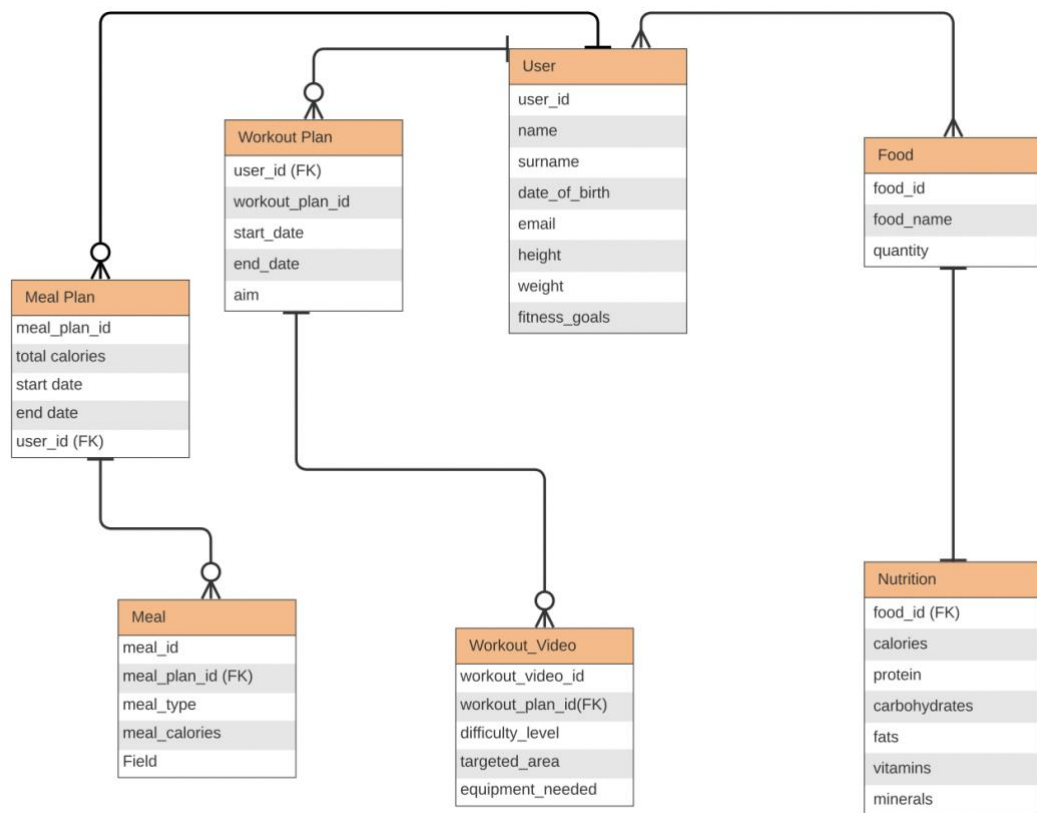 User
user_id
name
surname
date_of_birth
email
height
weight
fitness_goals
Workout Plan
user_id (FK)
workout_plan_id
start_date
end_date
aim
Food
food_id
food_name
quantity
Meal Plan
meal_plan_id
total calories
start date
end date
user_id (FK)
Meal
meal_id
meal_plan_id (FK)
meal_type
meal_calories
Field
Workout_Video
workout_video_id
workout_plan_id(FK)
difficulty_level
targeted_area
equipment_needed
Nutrition
food_id (FK)
calories
protein
carbohydrates
fats
vitamins
minerals